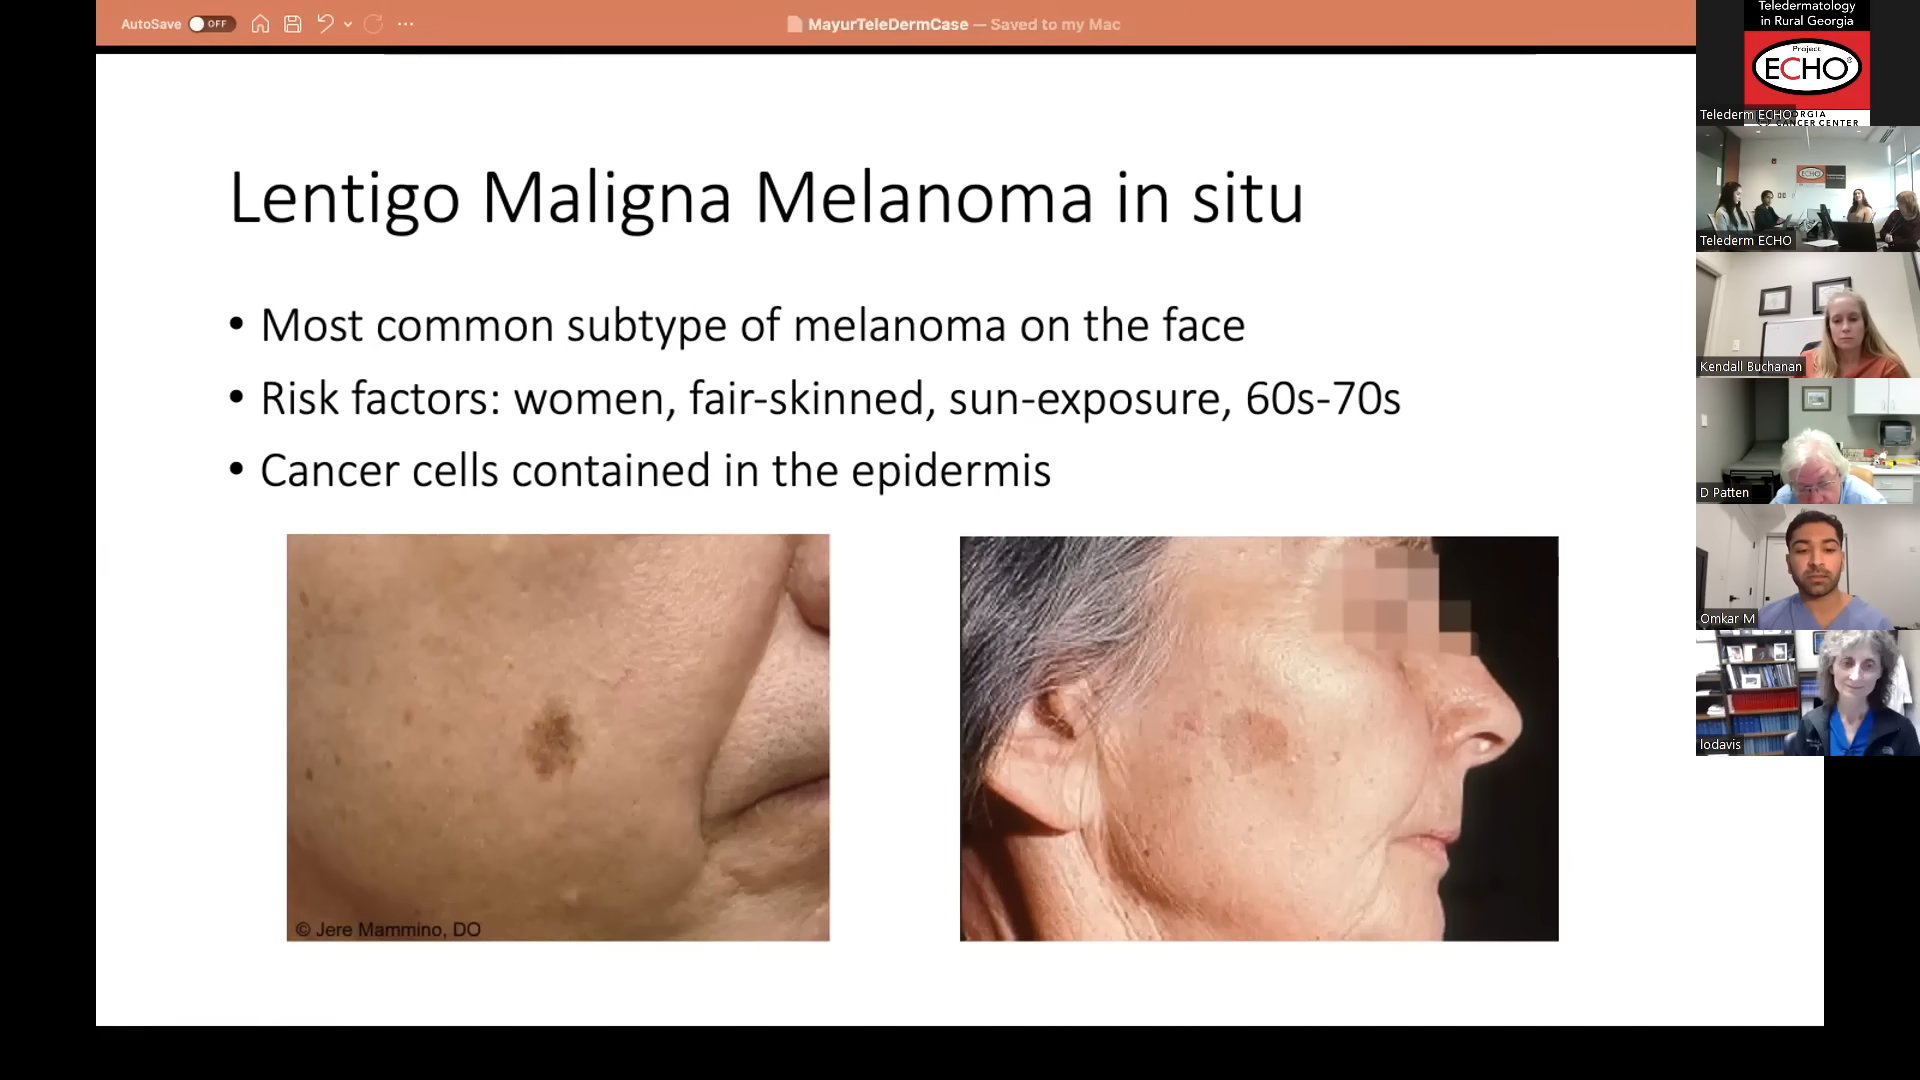 AutoSave OFF
MayurTeleDermCase — Saved to my Mac
Lentigo Maligna Melanoma in situ
• Most common subtype of melanoma on the face
• Risk factors: women, fair-skinned, sun-exposure, 60s-70s
• Cancer cells contained in the epidermis
© Jere Mammino, DO
Teledermatology
in Rural Georgia
Project
ECHO®
Telederm ECHO
ORGIA
CANCER CENTER
ECHO
Telederm ECHO
Kendall Buchanan
D Patten
Omkar M
lodavis